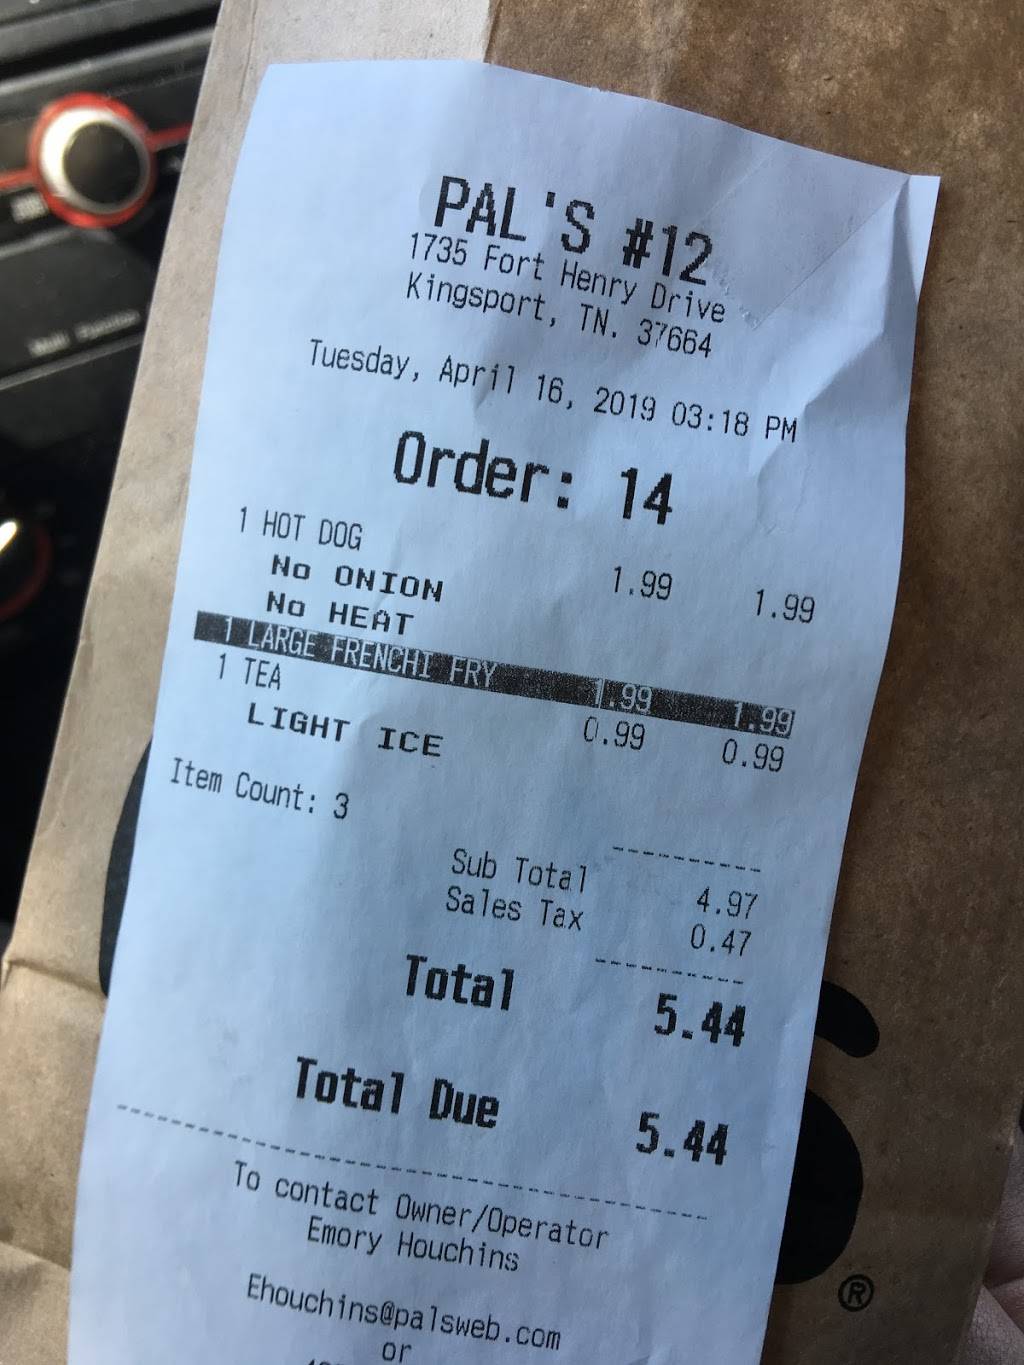 PAL'S #12
1735 Fort Henry Drive
Kingsport, TN. 37664
Tuesday, April 16, 2019 03:18 PM
Order: 14
1 HOT DOG 1.99 1.99
No ONION
No HEAT
1 LARGE FRENCHI FRY 1.99 1.99
1 TEA 0.99 0.99
LIGHT ICE
Item Count: 3
Sub Total 4.97
Sales Tax 0.47
Total 5.44
Total Due 5.44
To contact Owner/Operator
Emory Houchins
Ehouchins@palsweb.com
or
®